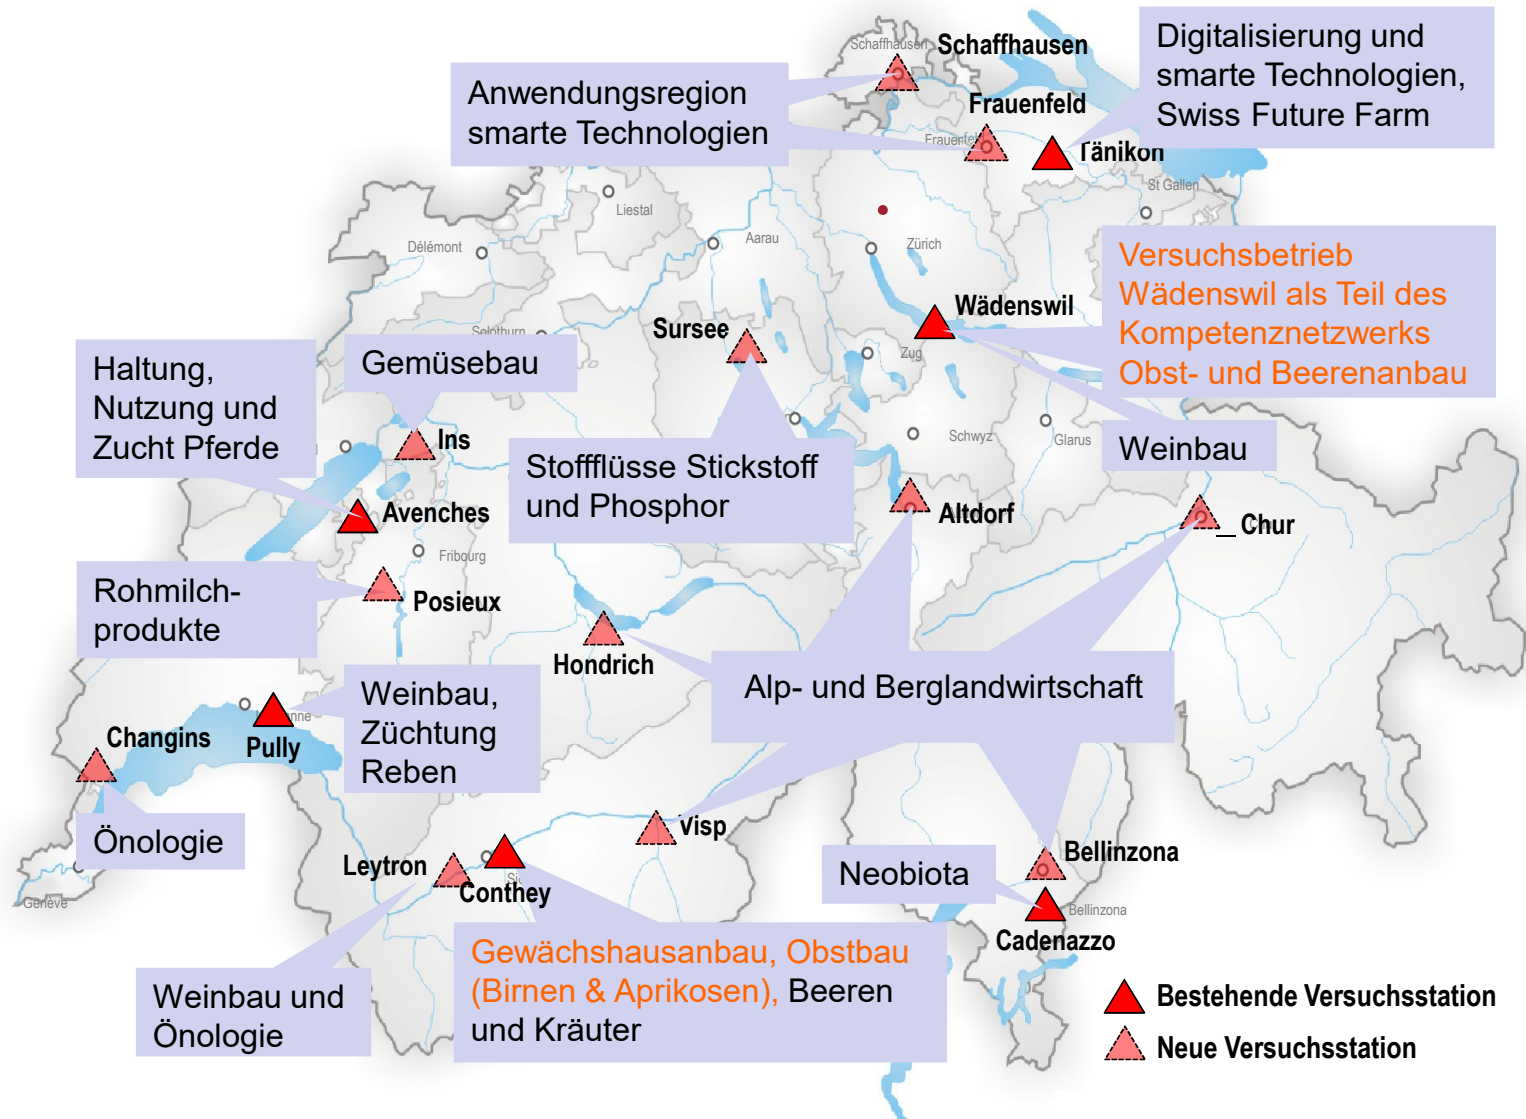 Schaffhausen
Schaffhausen
Digitalisierung und
smarte Technologien,
Swiss Future Farm
Anwendungsregion
smarte Technologien
Frauenfeld
Frauenfeld
Tänikon
St Gallen
Liestal
Délémont
Aarau
Zürich
Versuchsbetrieb
Wädenswil als Teil des
Kompetenznetzwerks
Obst- und Beerenanbau
Wädenswil
Solothurn
Sursee
Zug
Haltung,
Nutzung und
Zucht Pferde
Gemüsebau
Ins
Stoffflüsse Stickstoff
und Phosphor
Schwyz
Glarus
Weinbau
Avenches
Altdorf
_ Chur
Fribourg
Rohmilch-
produkte
Posieux
Hondrich
Alp- und Berglandwirtschaft
Weinbau,
Züchtung
Reben
Changins
Pully
Önologie
Visp
Leytron
Conthey
Bellinzona
Neobiota
Genève
Bellinzona
Cadenazzo
Gewächshausanbau, Obstbau
(Birnen & Aprikosen), Beeren
und Kräuter
Weinbau und
Önologie
Bestehende Versuchsstation
Neue Versuchsstation